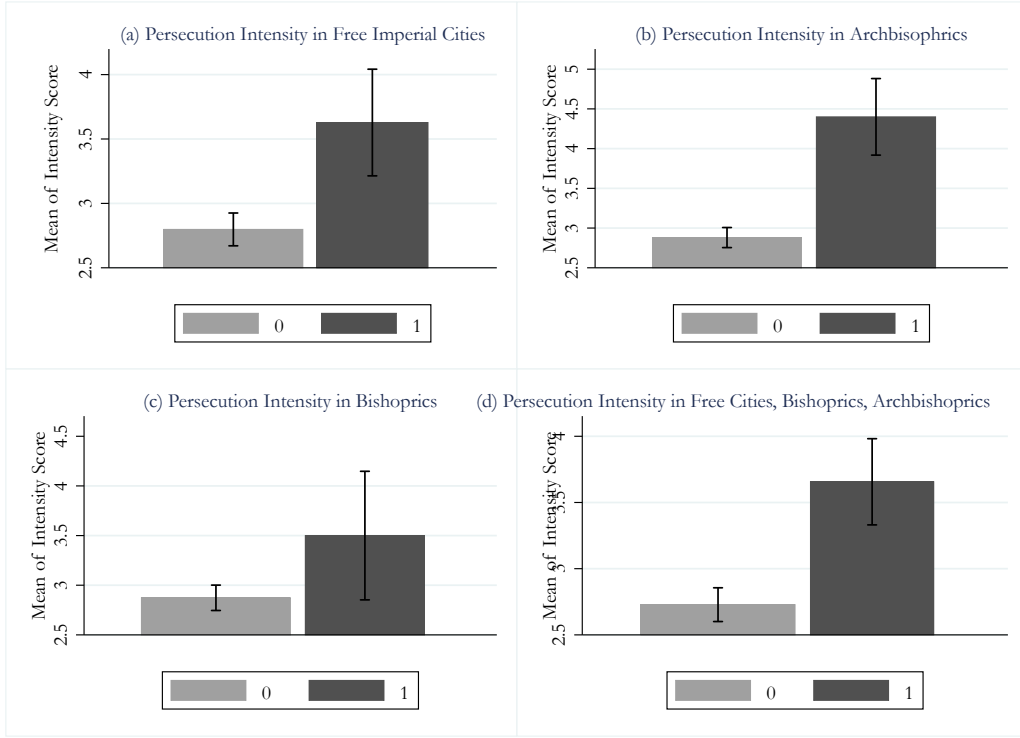 (a) Persecution Intensity in Free Imperial Cities
Mean of Intensity Score
4
3.5
3
2.5
0 1
(b) Persecution Intensity in Archbisophrics
Mean of Intensity Score
5
4.5
4
3.5
3
2.5
0 1
(c) Persecution Intensity in Bishoprics
Mean of Intensity Score
4.5
4
3.5
3
2.5
0 1
(d) Persecution Intensity in Free Cities, Bishoprics, Archbishoprics
Mean of Intensity Score
4
3.5
3
2.5
0 1